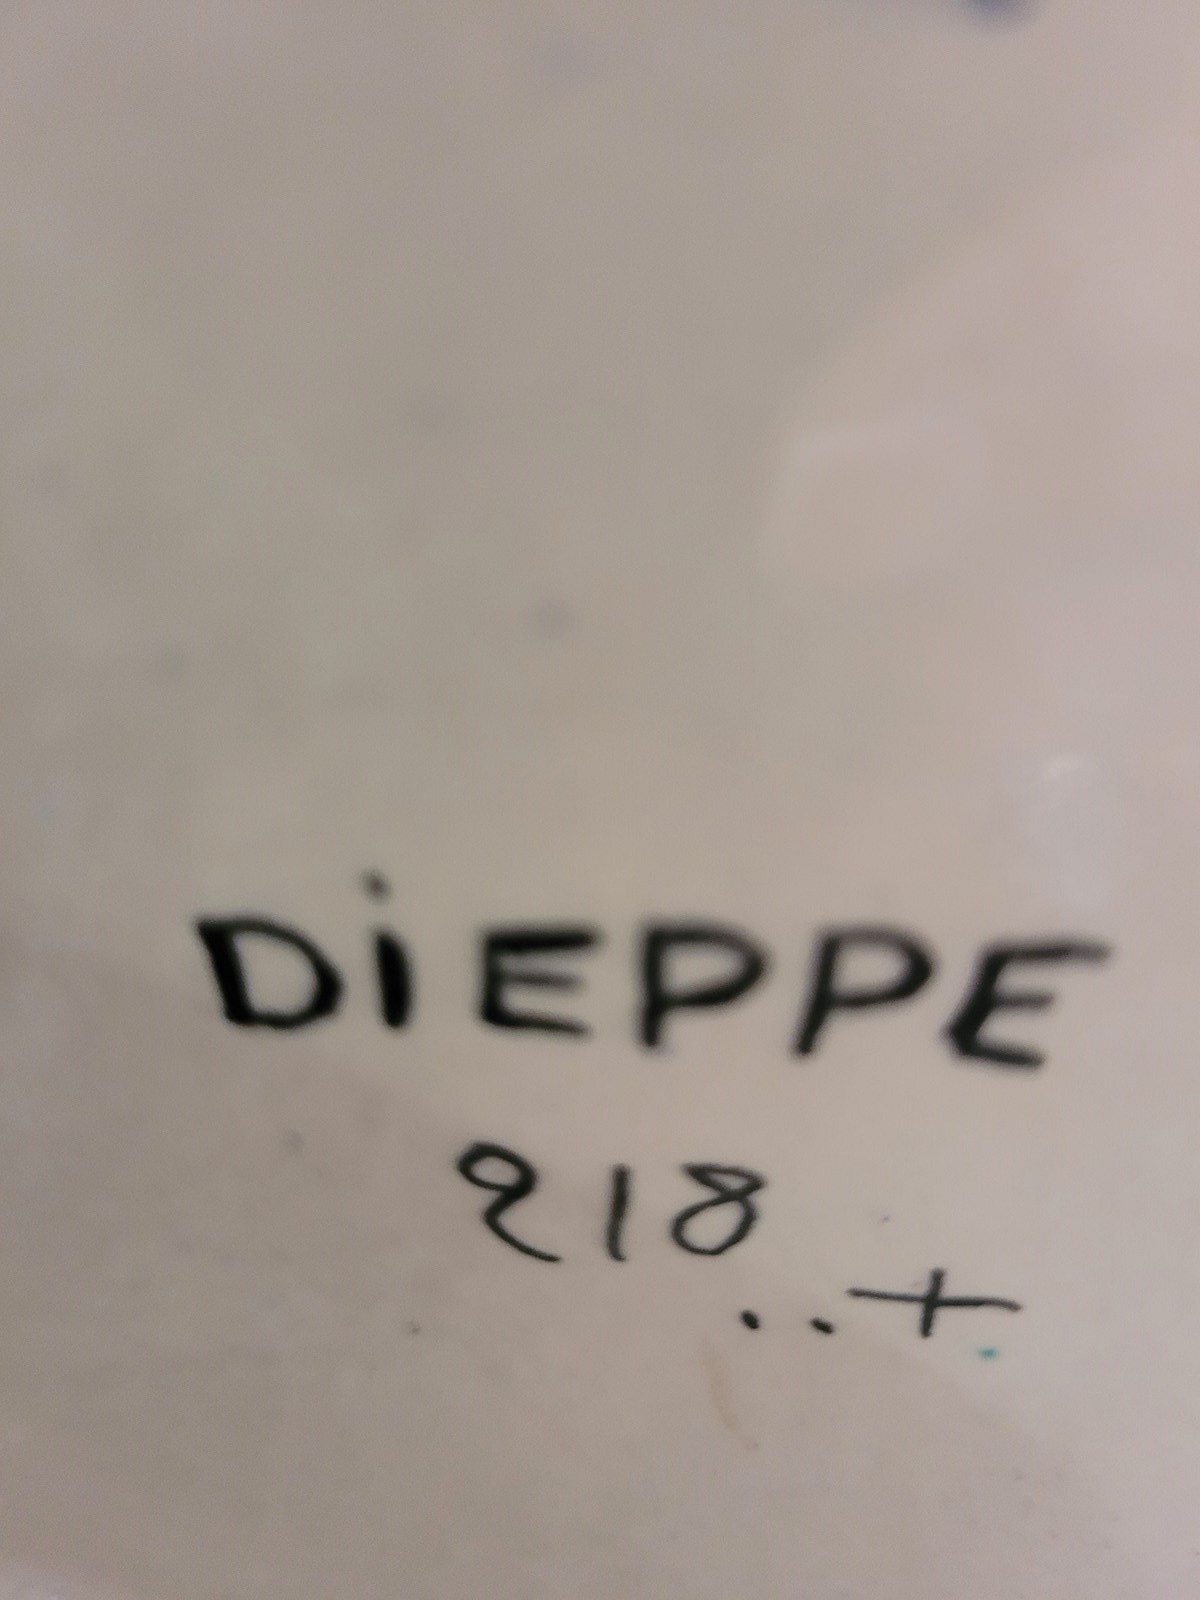 DiEPPE
218
..+